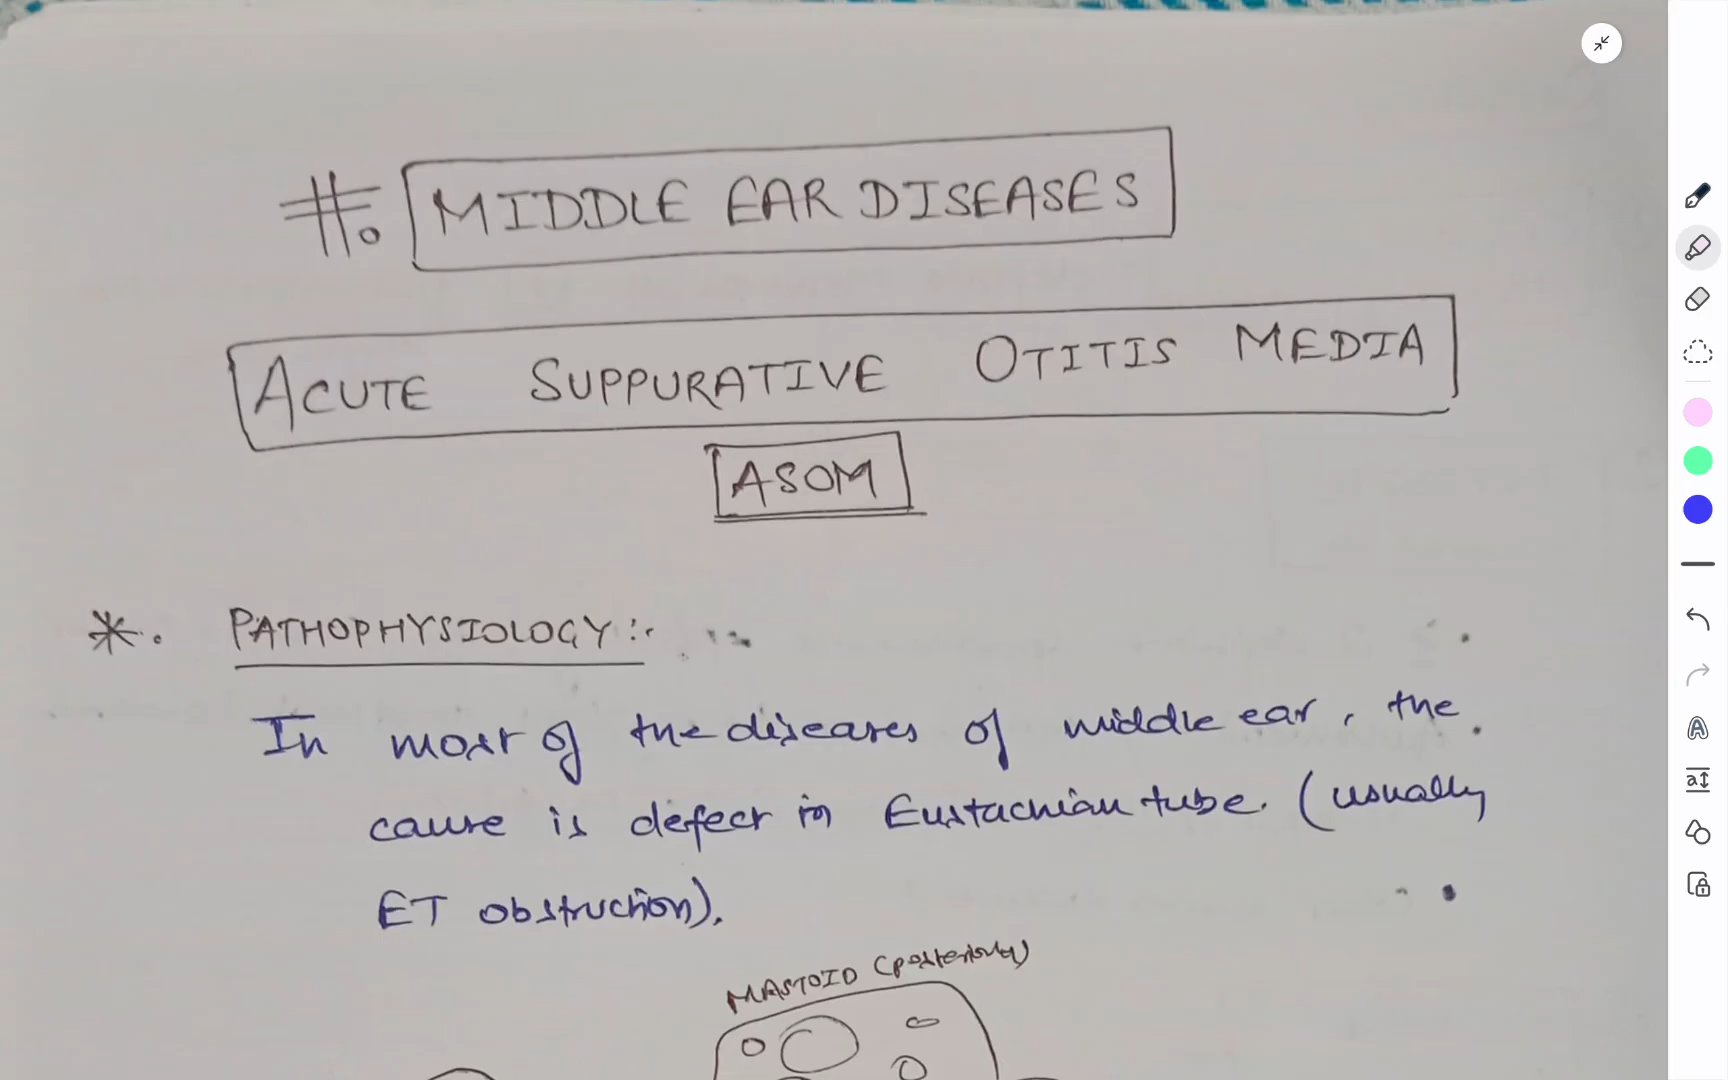 #. MIDDLE EAR DISEASES
ACUTE SUPPURATIVE OTITIS MEDIA
ASOM
*. PATHOPHYSIOLOGY :-
In most of the diseases of middle ear, the
cause is defect in Eustachian tube. (usually
ET obstruction).
MASTOID (posteriorly)